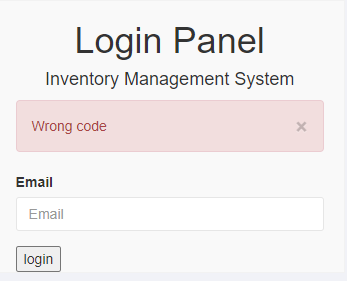 Login Panel
Inventory Management System
Wrong code ×
Email
Email
login